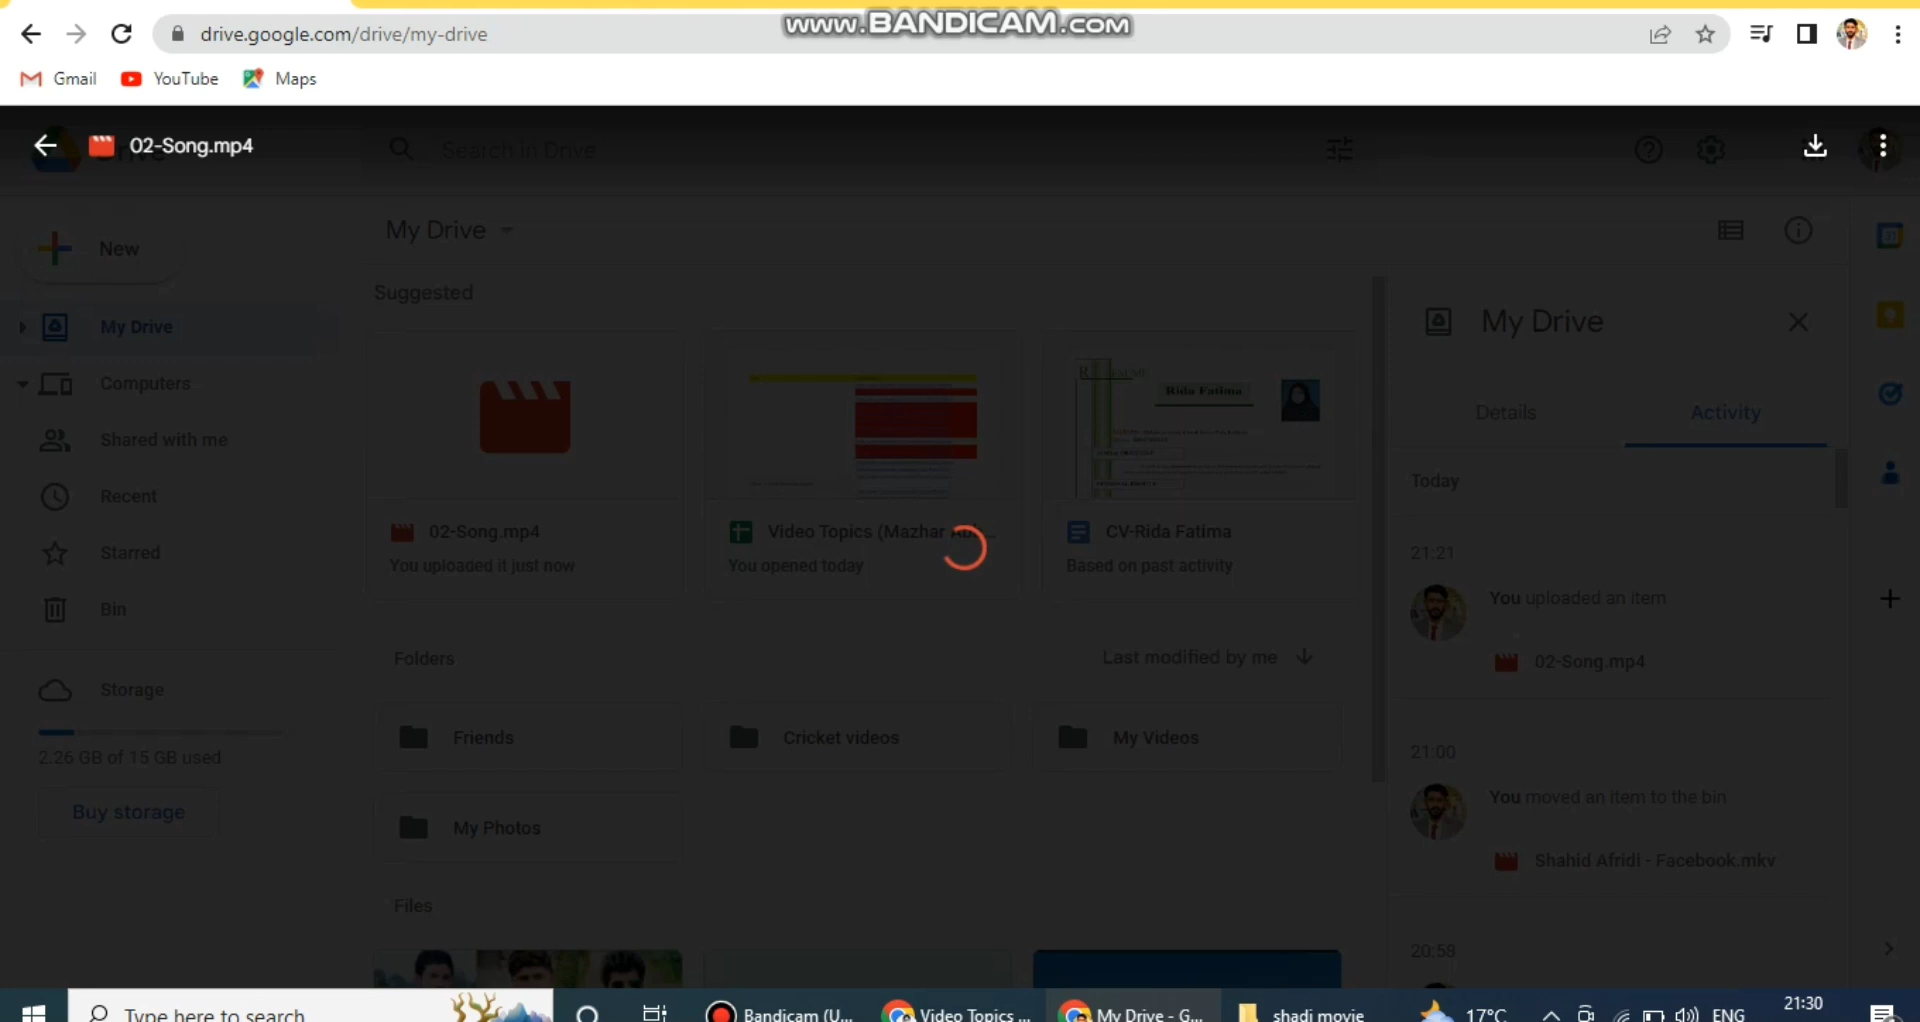 www.BANDICAM.com
drive.google.com/drive/my-drive
Gmail
YouTube
Maps
02-Song.mp4
Search in Drive
New
My Drive
My Drive
Computers
Shared with me
Recent
Starred
Bin
Storage
2.26 GB of 15 GB used
Buy storage
Suggested
02-Song.mp4
You uploaded it just now
Video Topics (Mazhar
You opened today
Rida Fatima
CV-Rida Fatima
Based on past activity
Folders
Last modified by me
Friends
Cricket videos
My Videos
My Photos
Files
My Drive
Details
Activity
Today
21:21
You uploaded an item
02-Song.mp4
21:00
You moved an item to the bin
Shahid Afridi - Facebook.mkv
20:58
Type here to search
Bandicam (U...
Video Topics ...
My Drive - G...
shadi movie
17°C
ENG
21:30